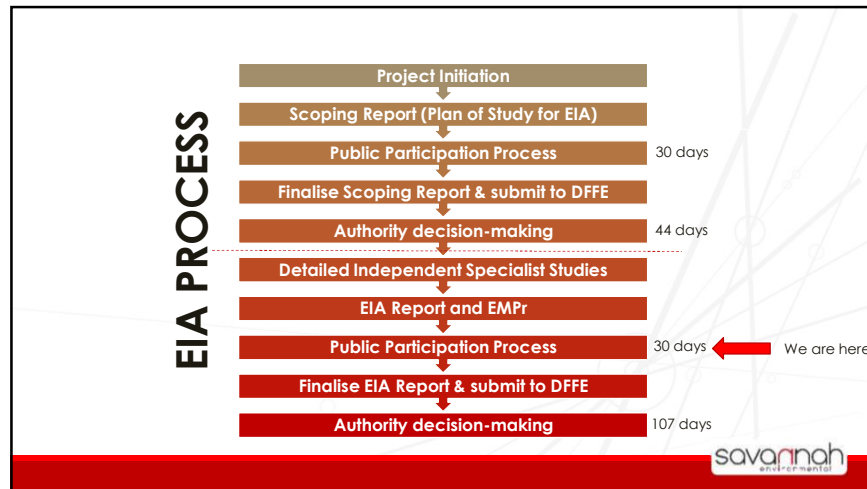 EIA PROCESS
Project Initiation
Scoping Report (Plan of Study for EIA)
Public Participation Process 30 days
Finalise Scoping Report & submit to DFFE
Authority decision-making 44 days
Detailed Independent Specialist Studies
EIA Report and EMPr
Public Participation Process 30 days We are here
Finalise EIA Report & submit to DFFE
Authority decision-making 107 days
savannah
environmental